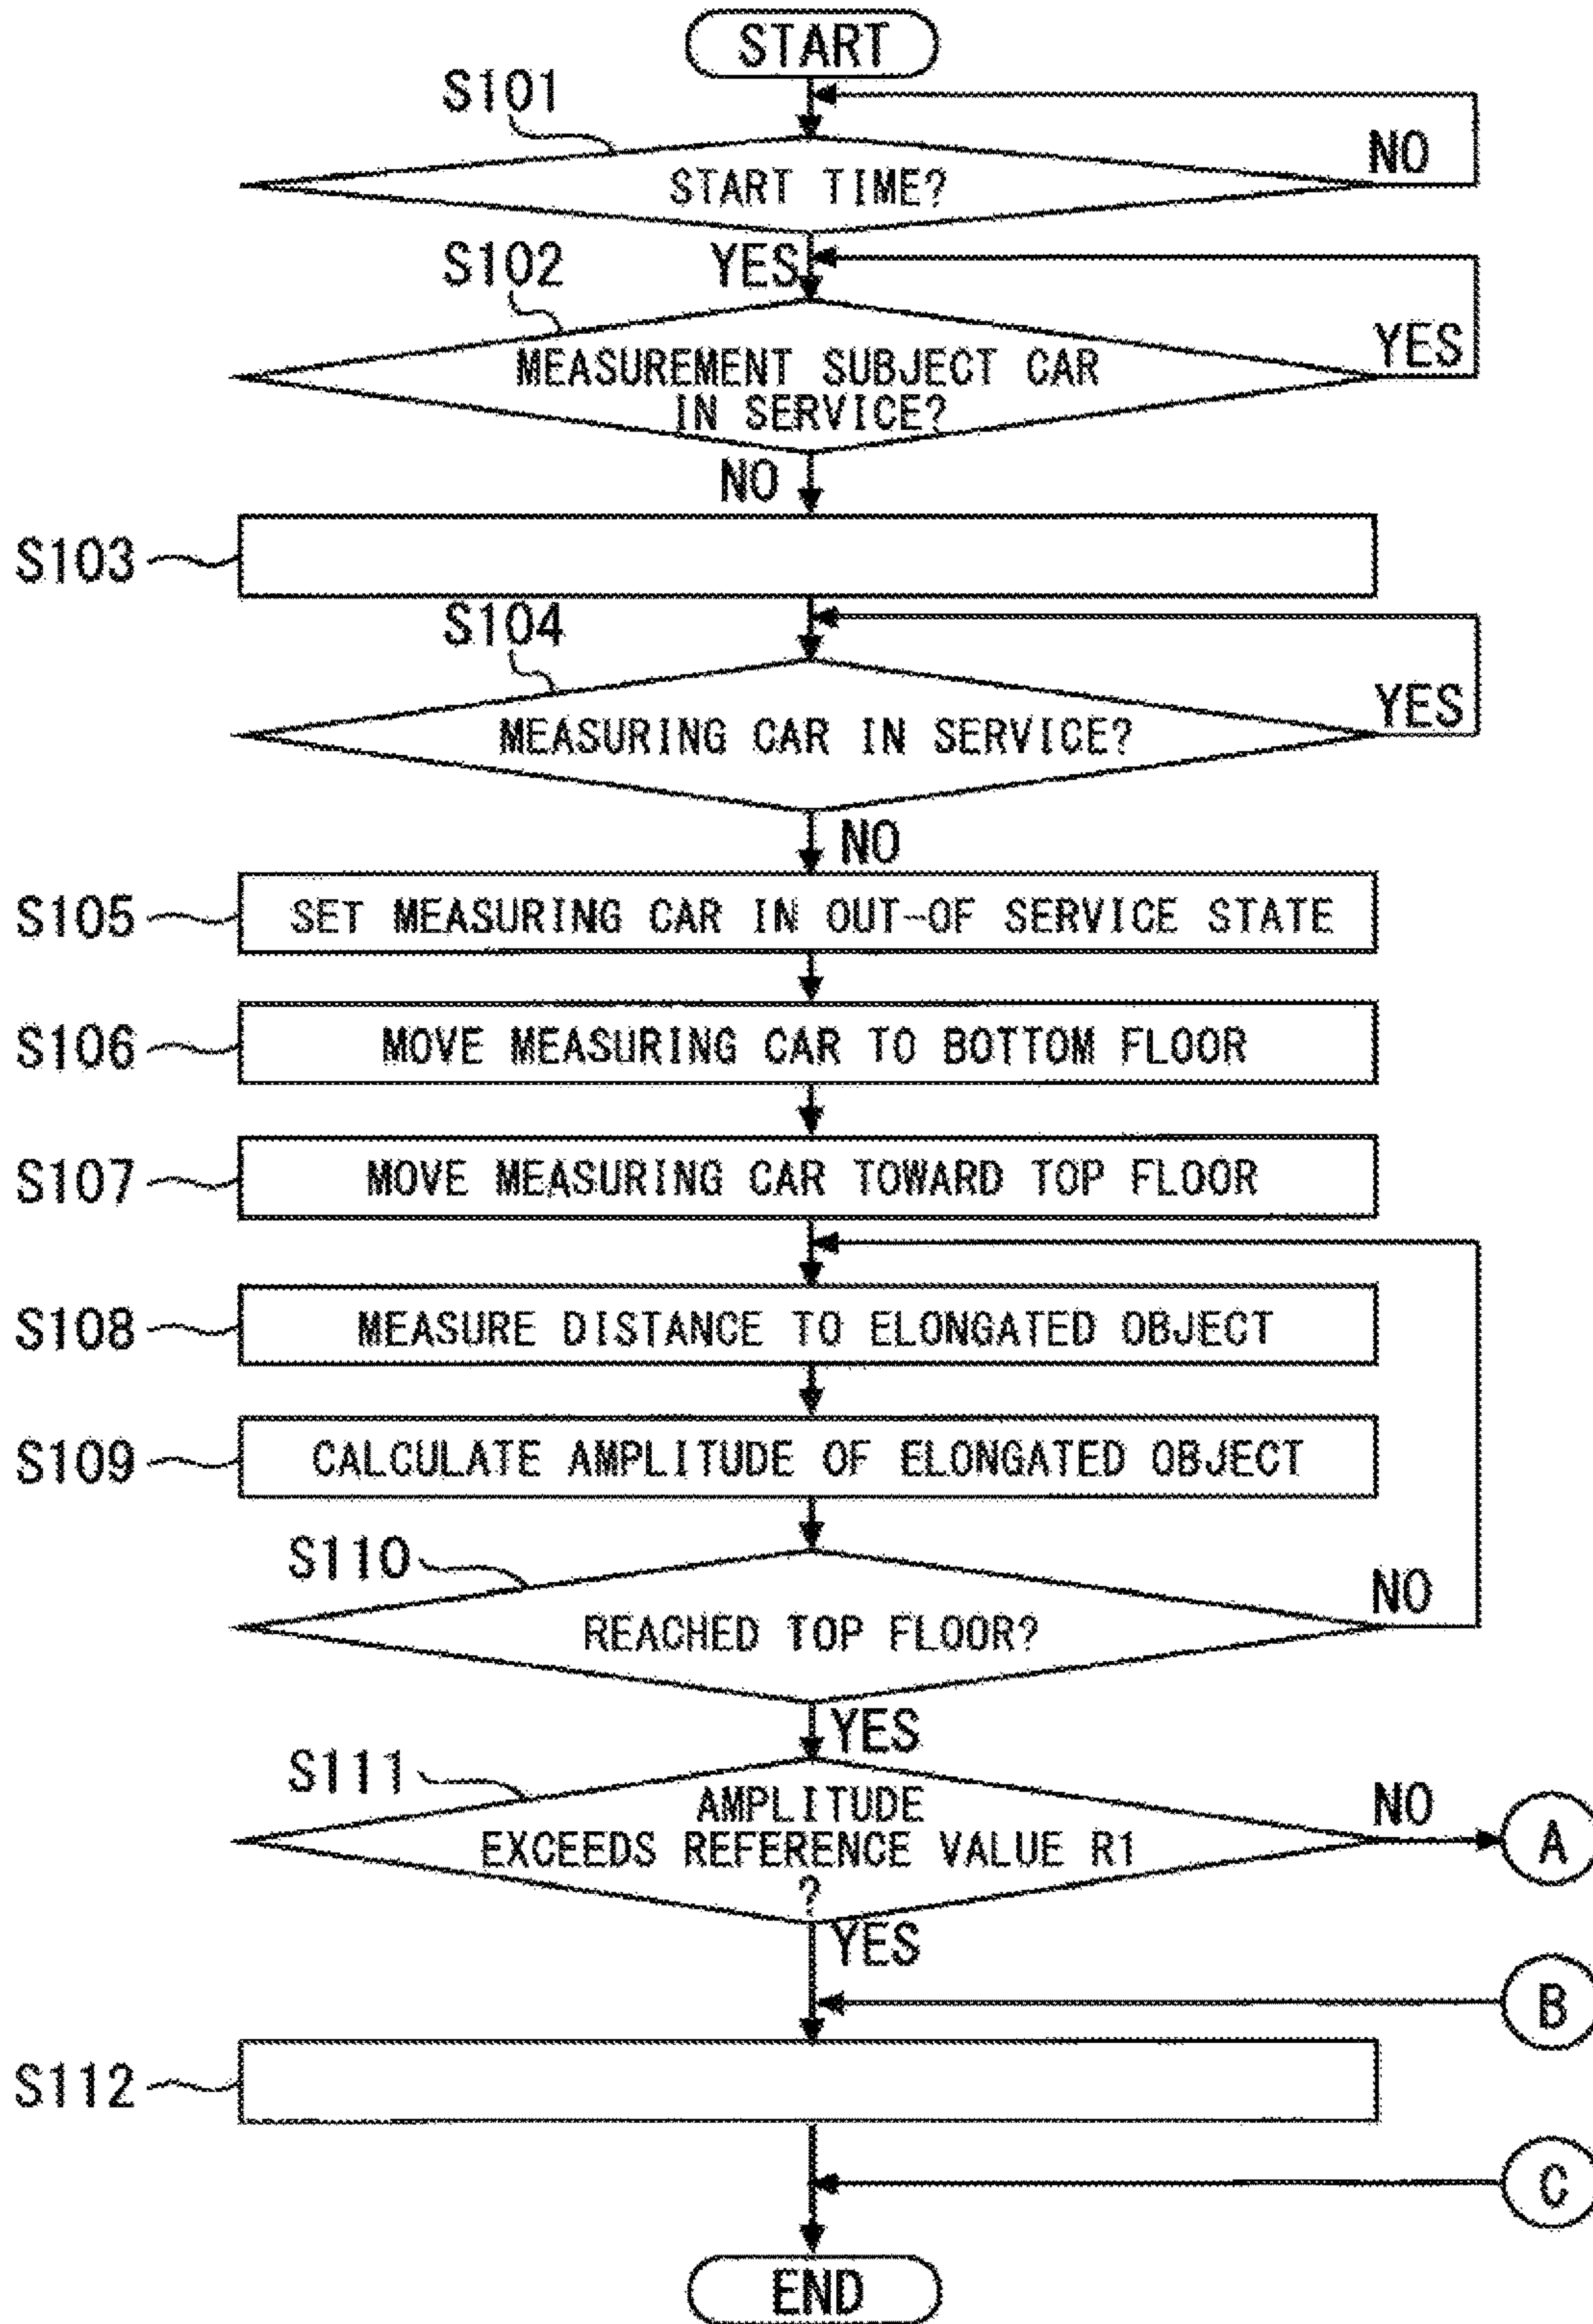 START
S101
NO
START TIME?
S102
YES
YES
MEASUREMENT SUBJECT CAR
IN SERVICE?
NO
S103
S104
YES
MEASURING CAR IN SERVICE?
NO
S105
SET MEASURING CAR IN OUT-OF SERVICE STATE
S106
MOVE MEASURING CAR TO BOTTOM FLOOR
S107
MOVE MEASURING CAR TOWARD TOP FLOOR
S108
MEASURE DISTANCE TO ELONGATED OBJECT
S109
CALCULATE AMPLITUDE OF ELONGATED OBJECT
S110
NO
REACHED TOP FLOOR?
YES
S111
NO
AMPLITUDE
EXCEEDS REFERENCE VALUE R1
?
A
YES
B
S112
C
END